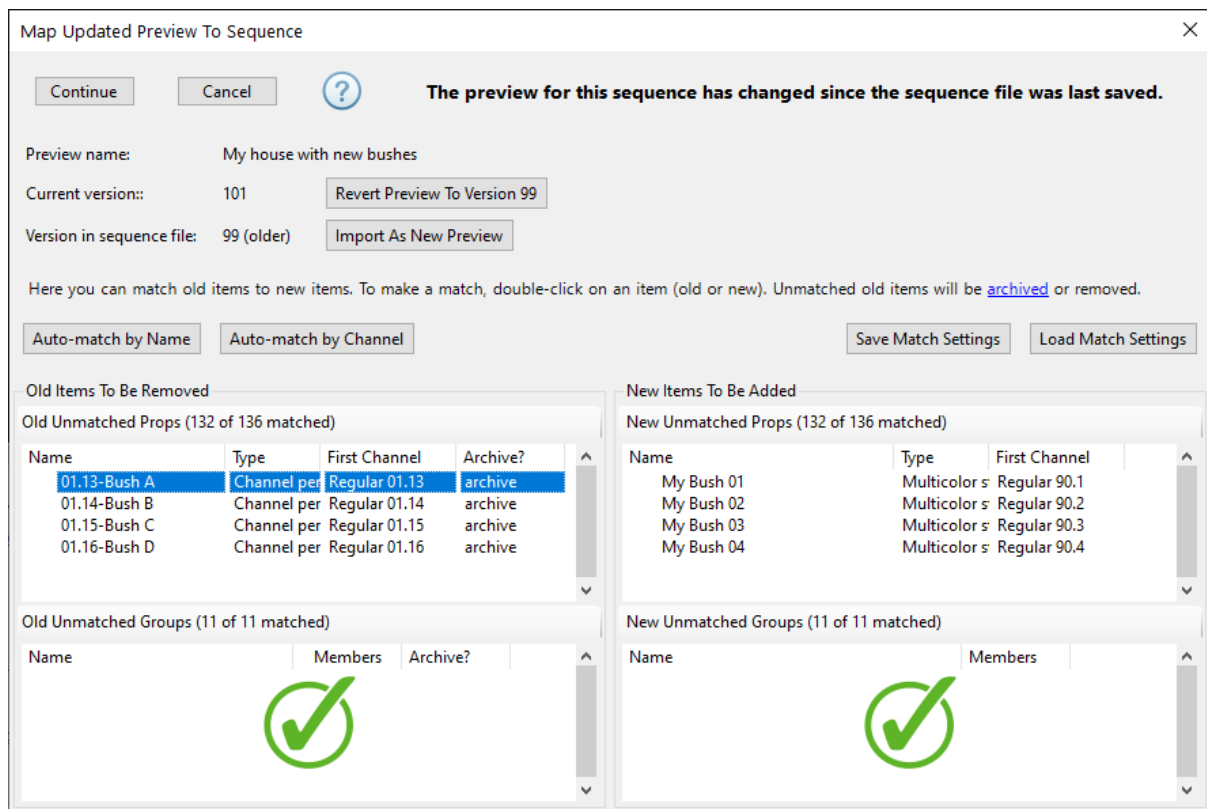 Map Updated Preview To Sequence
Continue Cancel ? The preview for this sequence has changed since the sequence file was last saved.
Preview name: My house with new bushes
Current version:: 101 Revert Preview To Version 99
Version in sequence file: 99 (older) Import As New Preview
Here you can match old items to new items. To make a match, double-click on an item (old or new). Unmatched old items will be archived or removed.
Auto-match by Name Auto-match by Channel Save Match Settings Load Match Settings
Old Items To Be Removed
Old Unmatched Props (132 of 136 matched)
Name Type First Channel Archive?
01.13-Bush A Channel per Regular 01.13 archive
01.14-Bush B Channel per Regular 01.14 archive
01.15-Bush C Channel per Regular 01.15 archive
01.16-Bush D Channel per Regular 01.16 archive
Old Unmatched Groups (11 of 11 matched)
Name Members Archive?
New Items To Be Added
New Unmatched Props (132 of 136 matched)
Name Type First Channel
My Bush 01 Multicolor s Regular 90.1
My Bush 02 Multicolor s Regular 90.2
My Bush 03 Multicolor s Regular 90.3
My Bush 04 Multicolor s Regular 90.4
New Unmatched Groups (11 of 11 matched)
Name Members